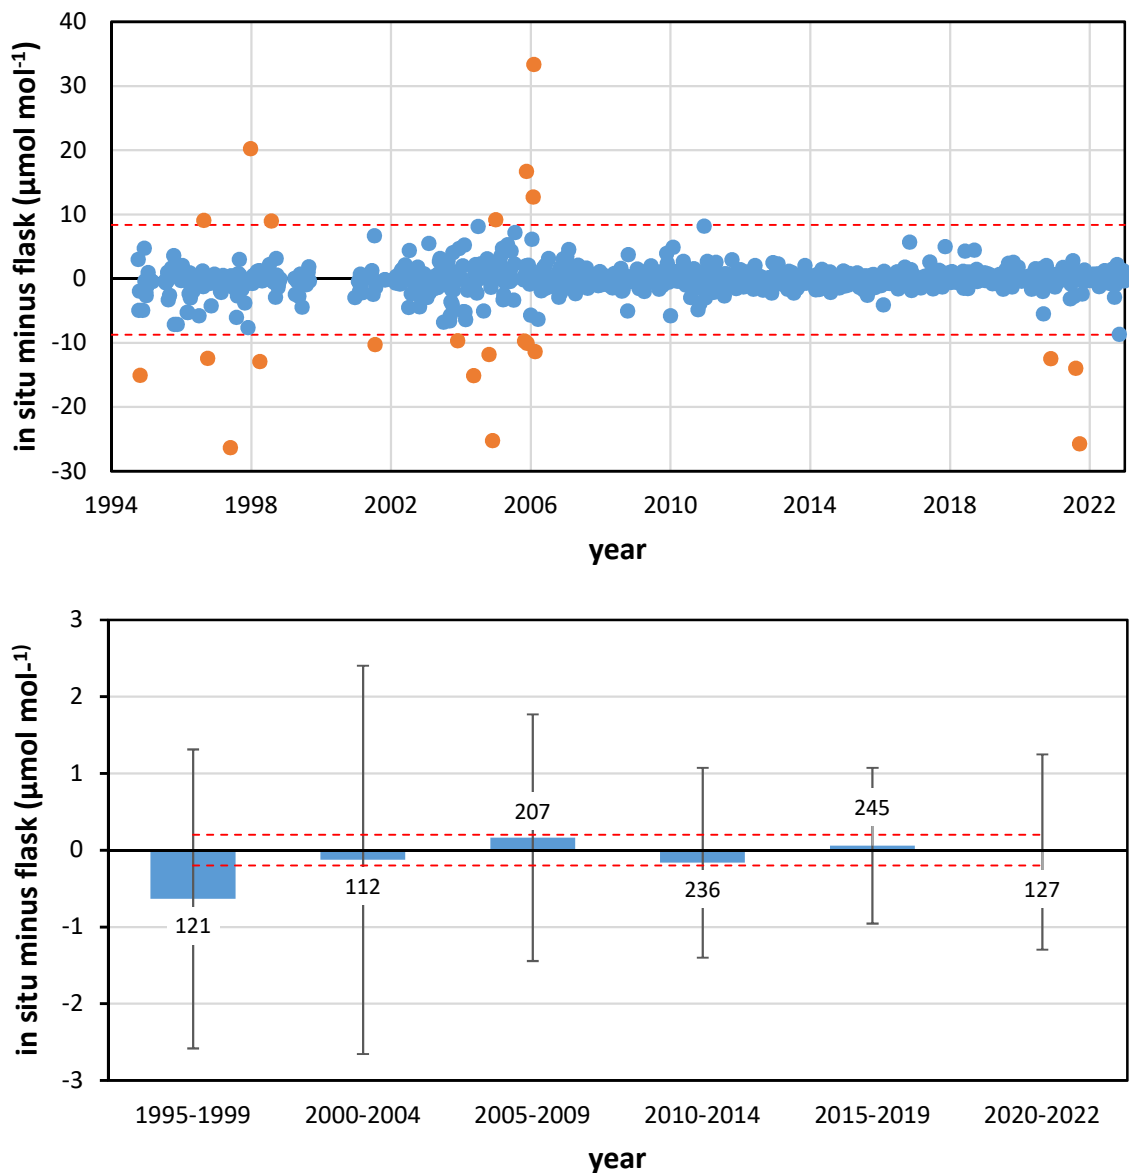 in situ minus flask (µmol mol⁻¹)
40
30
20
10
0
-10
-20
-30
1994 1998 2002 2006 2010 2014 2018 2022
year
in situ minus flask (µmol mol-¹⁾
3
2
1
0
-1
-2
-3
121 112 207 236 245 127
1995-1999 2000-2004 2005-2009 2010-2014 2015-2019 2020-2022
year